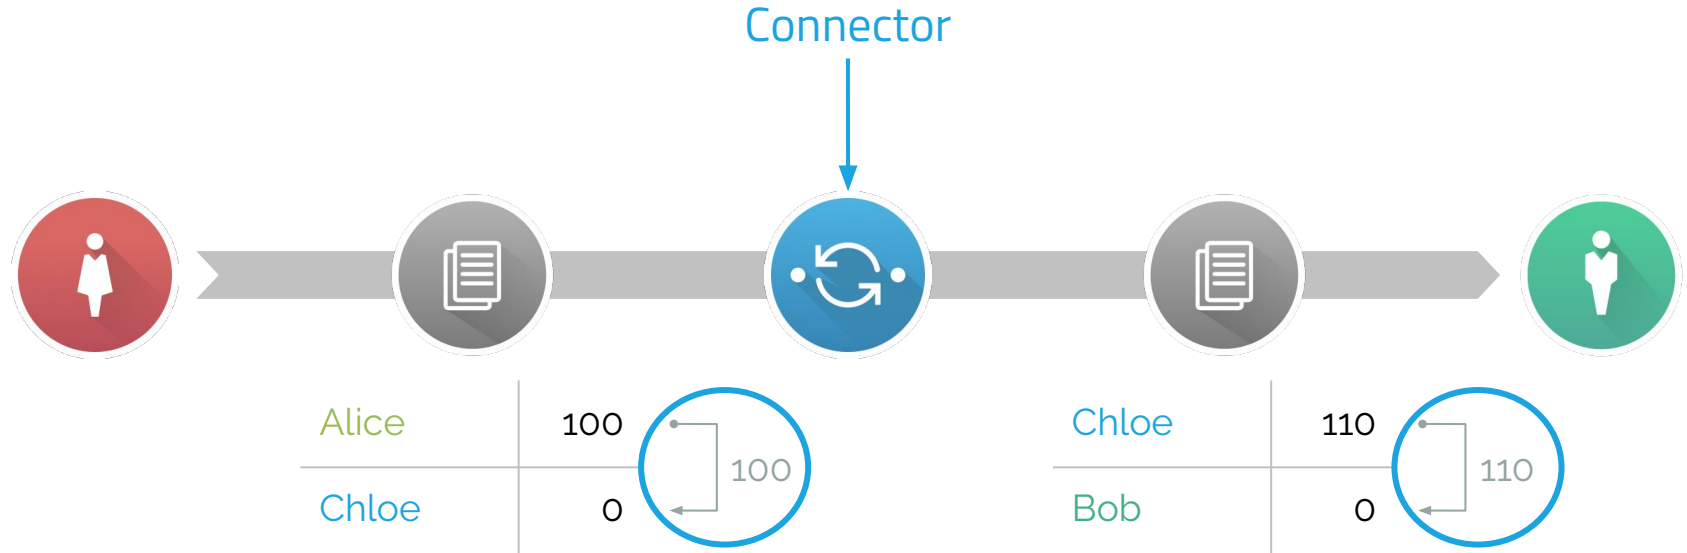 Connector
Alice 100
100
Chloe 0
Chloe 110
110
Bob 0